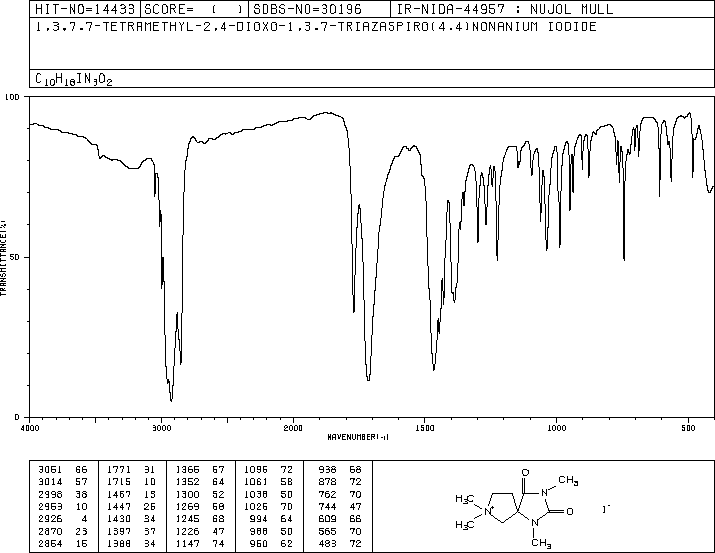 HIT-NO=14433 SCORE= ( ) SDBS-NO=30196 IR-NIDA-44957 : NUJOL MULL
1,3,7,7-TETRAMETHYL-2,4-DIOXO-1,3,7-TRIAZASPIRO(4.4)NONANIUM IODIDE
C10H18IN3O2
100
50
0
TRANSMITTANCE(%)
4000 3000 2000 1500 1000 500
WAVENUMBER(-1)
3061 66 1771 31 1366 57 1096 72 938 68
3014 57 1715 10 1352 64 1061 58 878 72
2998 38 1467 13 1300 52 1038 50 762 70
2953 10 1447 26 1269 58 1026 70 744 47
2926 4 1430 34 1245 68 994 64 609 66
2870 23 1397 37 1226 47 988 50 565 70
2854 16 1388 34 1147 74 950 62 483 72
O
CH3
N
H3C
N+
O
H3C
N
CH3
I-